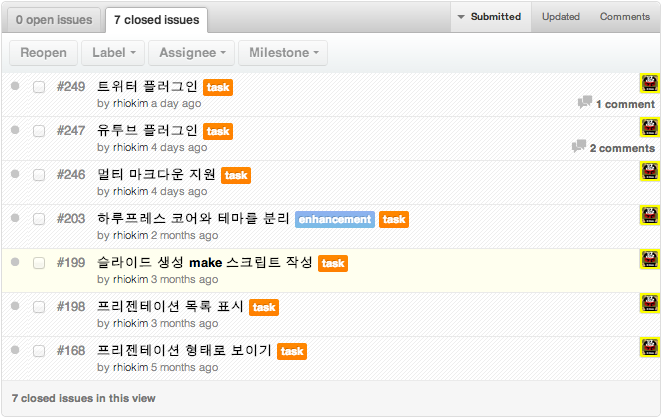 0 open issues 7 closed issues Submitted Updated Comments
Reopen Label Assignee Milestone
#249 트위터 플러그인 task
by rhiokim a day ago
1 comment
#247 유투브 플러그인 task
by rhiokim 4 days ago
2 comments
#246 멀티 마크다운 지원 task
by rhiokim 4 days ago
#203 하루프레스 코어와 테마를 분리 enhancement task
by rhiokim 2 months ago
#199 슬라이드 생성 make 스크립트 작성 task
by rhiokim 3 months ago
#198 프리젠테이션 목록 표시 task
by rhiokim 3 months ago
#168 프리젠테이션 형태로 보이기 task
by rhiokim 5 months ago
7 closed issues in this view